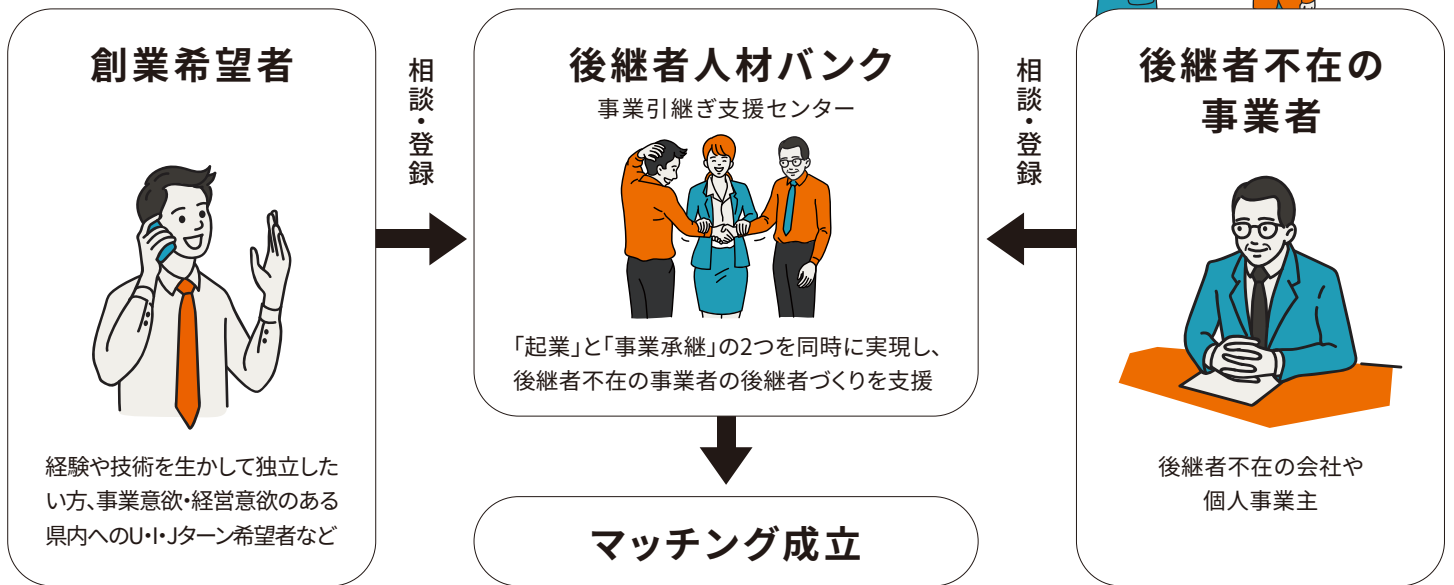 創業希望者
経験や技術を生かして独立した
い方、事業意欲・経営意欲のある
県内へのU・I・Jターン希望者など
相談・登録
後継者人材バンク
事業引継ぎ支援センター
「起業」と「事業承継」の2つを同時に実現し、
後継者不在の事業者の後継者づくりを支援
マッチング成立
相談・登録
後継者不在の
事業者
後継者不在の会社や
個人事業主